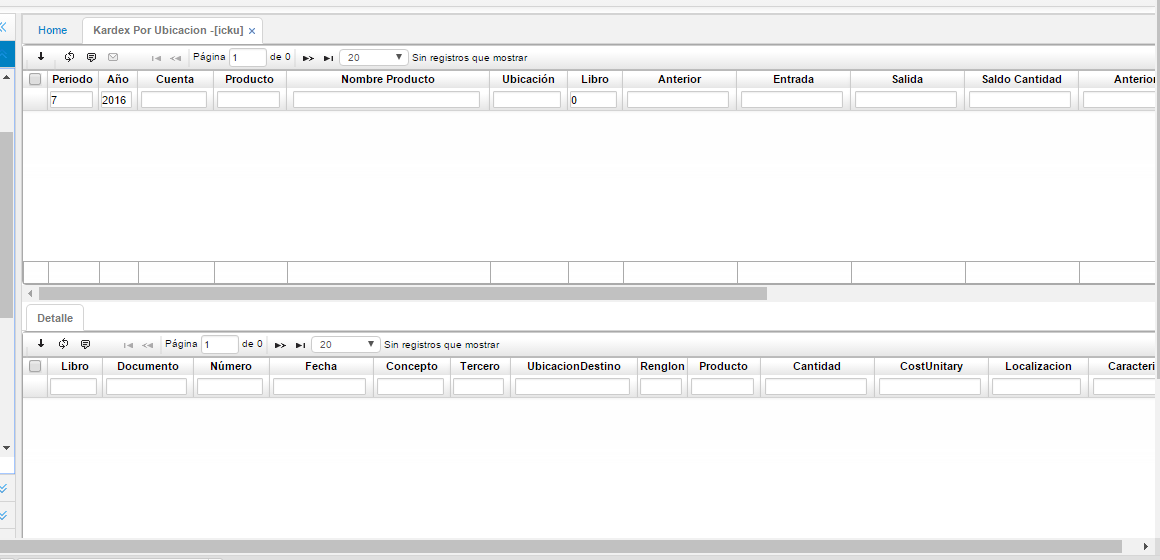 Home Kardex Por Ubicacion -[icku] ×
Página 1 de 0 20 Sin registros que mostrar
Periodo Año Cuenta Producto Nombre Producto Ubicación Libro Anterior Entrada Salida Saldo Cantidad Anterior
7 2016 0
Detalle
Página 1 de 0 20 Sin registros que mostrar
Libro Documento Número Fecha Concepto Tercero UbicacionDestino Renglon Producto Cantidad CostUnitary Localizacion Caracteri